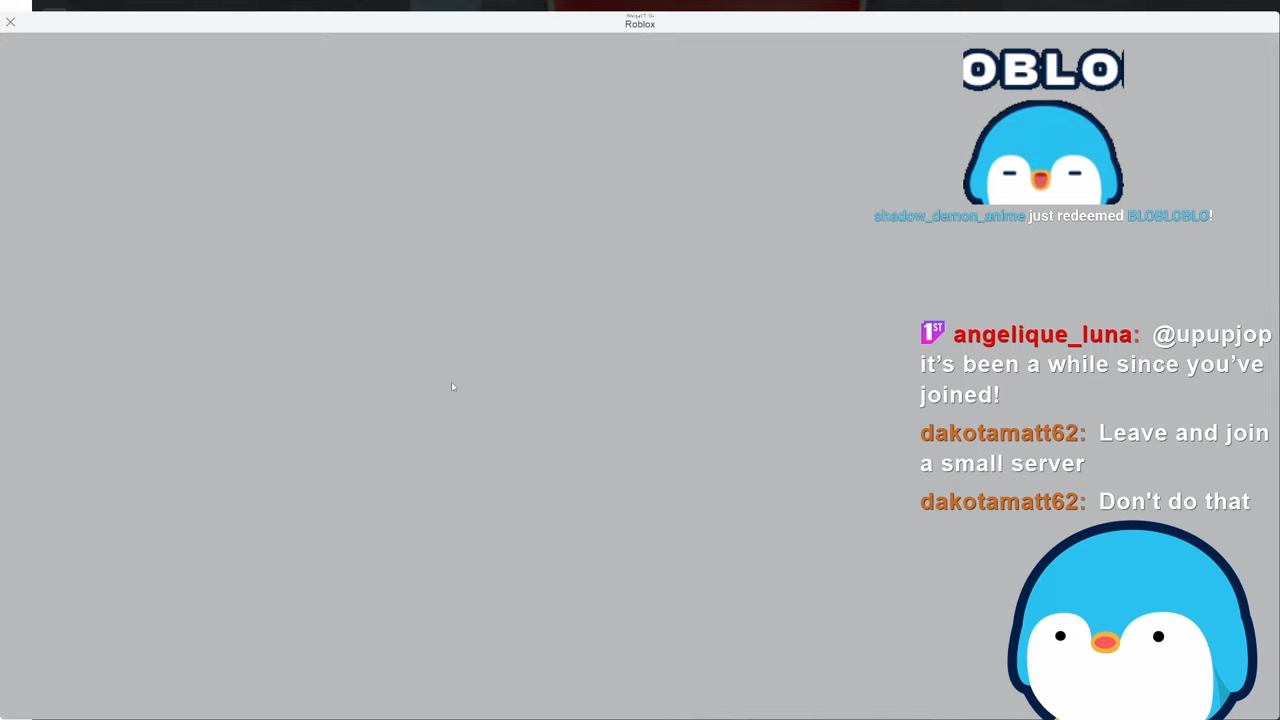 Roblox
OBLO
shadow_demon_anime just redeemed BLOBLOBLO!
1ST angelique_luna: @upupjop
it’s been a while since you’ve
joined!
dakotamatt62: Leave and join
a small server
dakotamatt62: Don't do that